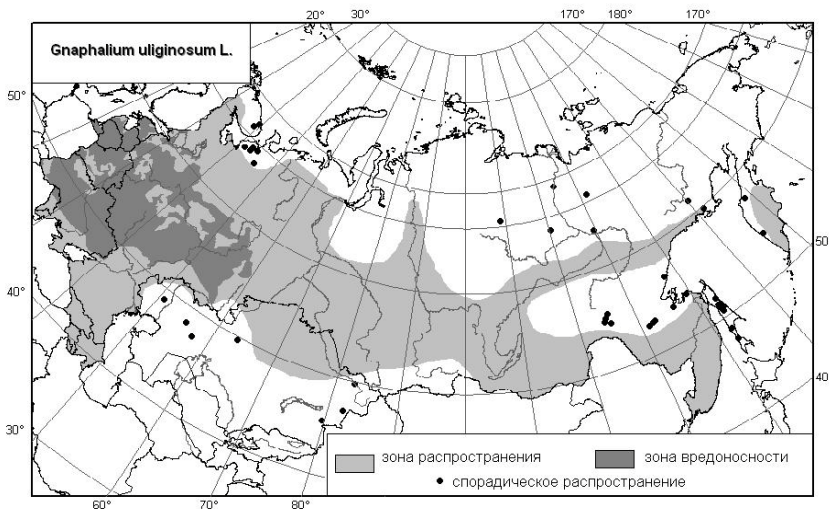 20° 30° 170° 180° 170°
Gnaphalium uliginosum L.
50°
40°
30°
50°
40°
зона распространения
зона вредоносности
спорадическое распространение
60° 70° 80°